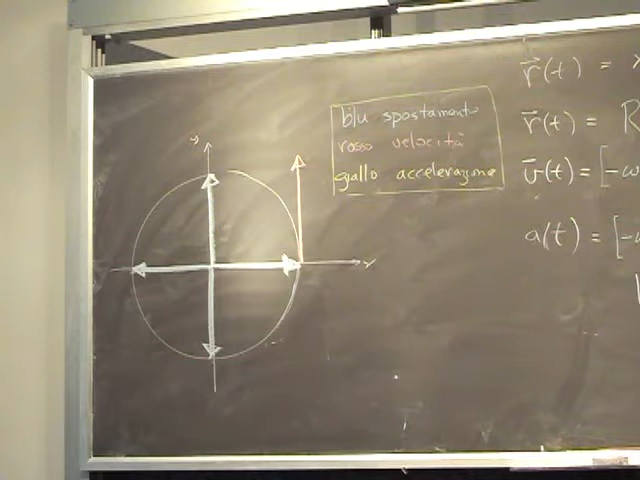 blu spostamento
rosso velocità
giallo accelerazione
y
x
r⃗(t) = x
r⃗(t) = R
v⃗(t) = [-ω
a(t) = [-ω